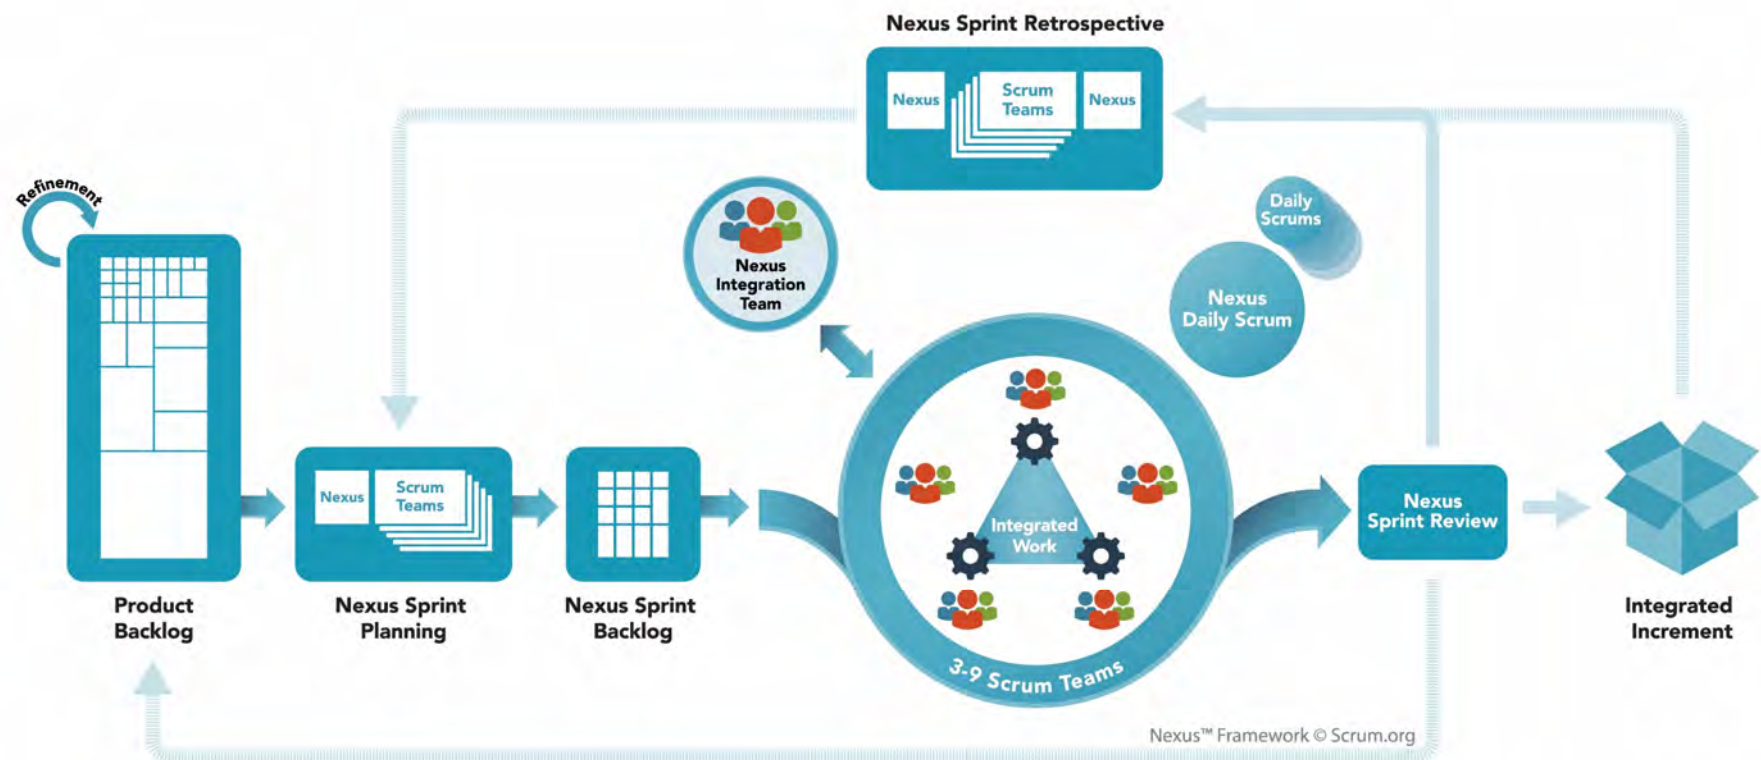 Nexus Sprint Retrospective
Nexus
Scrum
Teams
Nexus
Refinement
Daily
Scrums
Nexus
Integration
Team
Nexus
Daily Scrum
Nexus
Scrum
Teams
Integrated
Work
Nexus
Sprint Review
Product
Backlog
Nexus Sprint
Planning
Nexus Sprint
Backlog
3-9 Scrum Teams
Integrated
Increment
Nexus™ Framework © Scrum.org